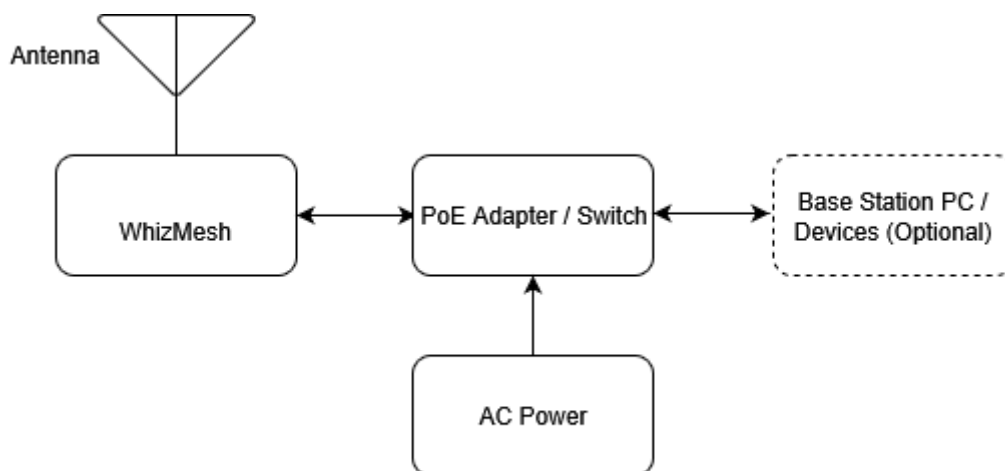 Antenna
WhizMesh
PoE Adapter / Switch
Base Station PC /
Devices (Optional)
AC Power